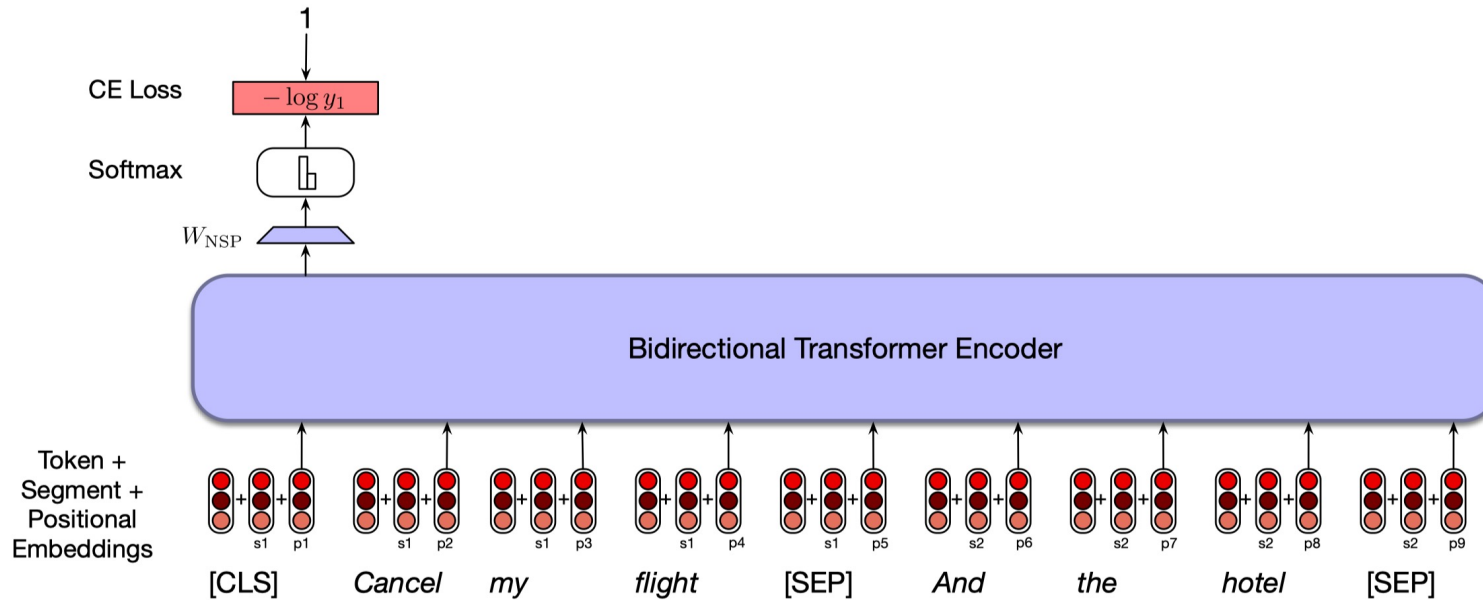 1
CE Loss
− log y₁
Softmax
W_NSP
Bidirectional Transformer Encoder
Token +
Segment +
Positional
Embeddings
+ + + + + + + + + + + + + + + + + +
s1 p1 s1 p2 s1 p3 s1 p4 s1 p5 s2 p6 s2 p7 s2 p8 s2 p9
[CLS] Cancel my flight [SEP] And the hotel [SEP]